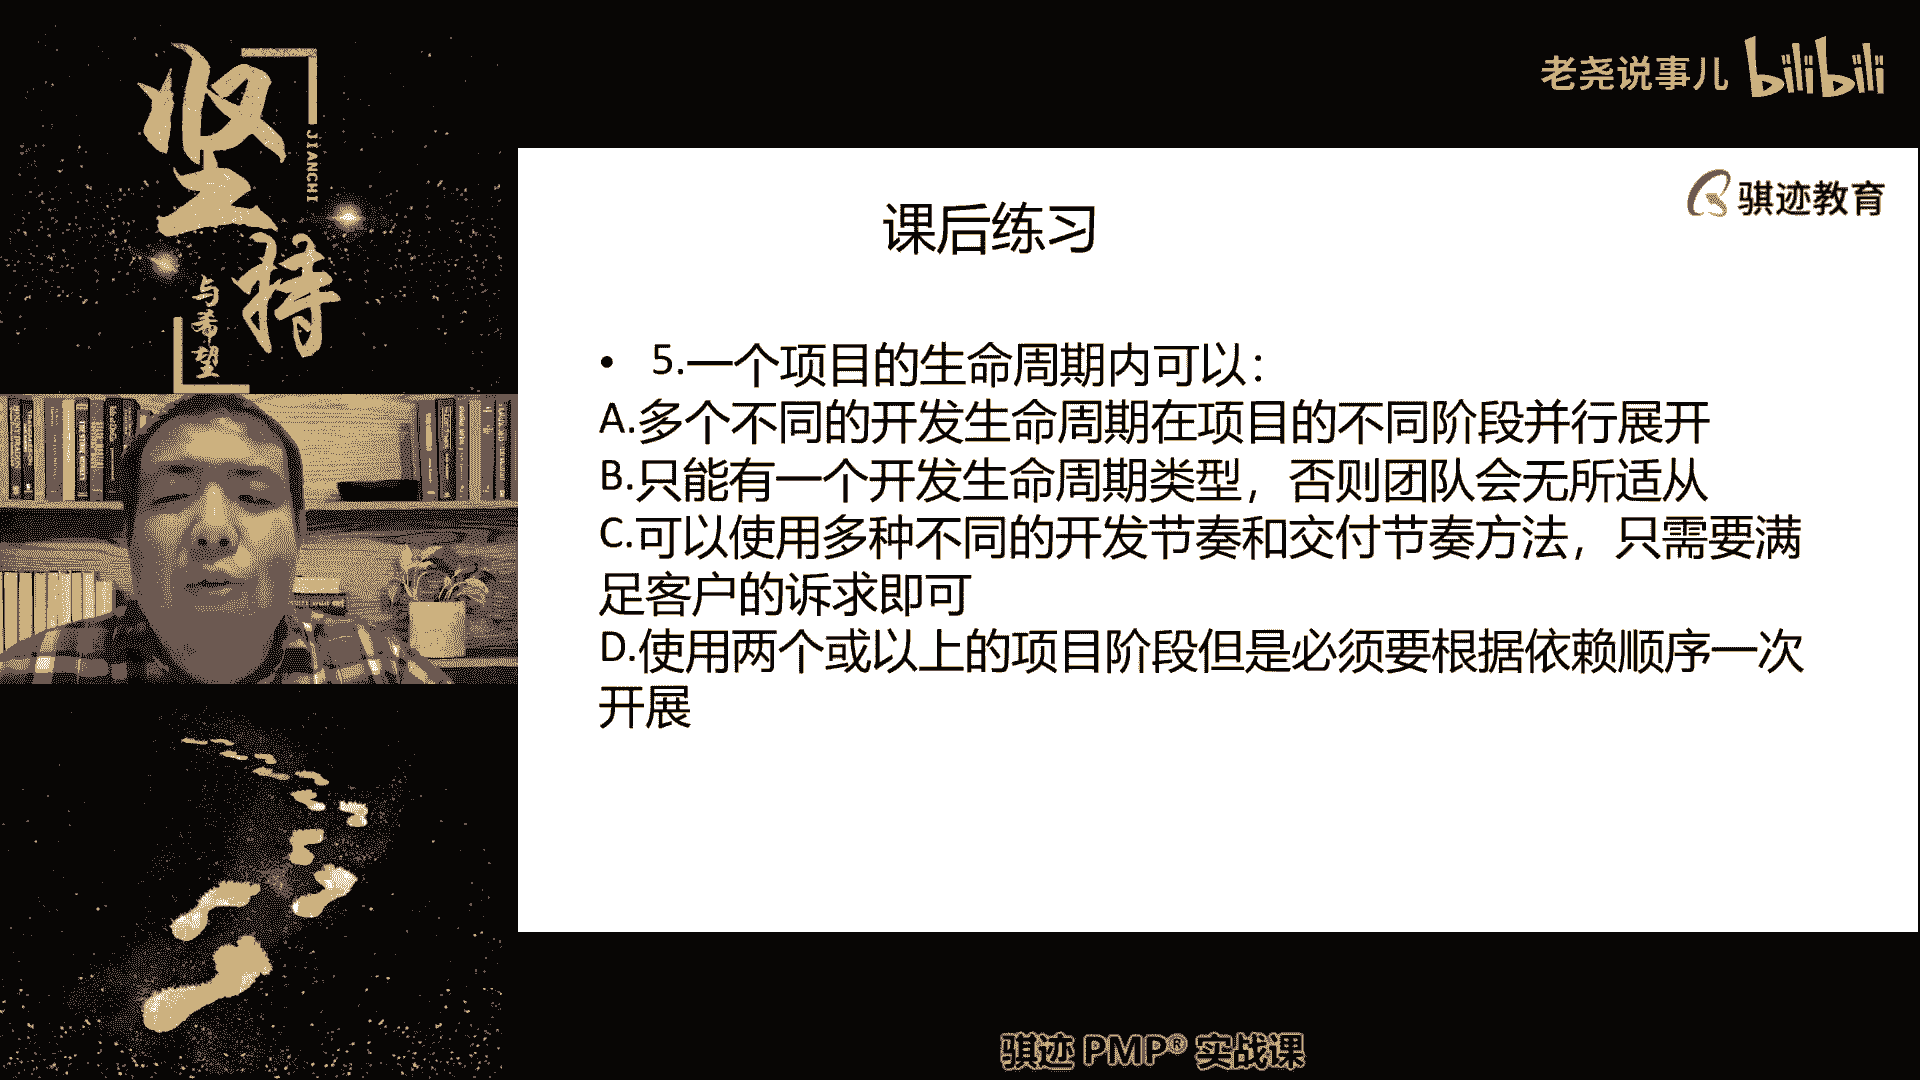 坚
持
JIANCHI
与希望
老尧说事儿 bilibili
骐迹教育
课后练习
• 5.一个项目的生命周期内可以：
A.多个不同的开发生命周期在项目的不同阶段并行展开
B.只能有一个开发生命周期类型，否则团队会无所适从
C.可以使用多种不同的开发节奏和交付节奏方法，只需要满
足客户的诉求即可
D.使用两个或以上的项目阶段但是必须要根据依赖顺序一次
开展
骐迹 PMP® 实战课